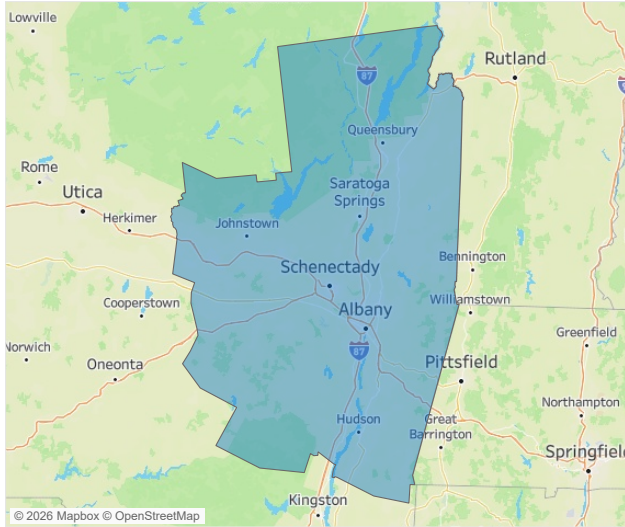 Lowville
Rutland
87
Queensbury
Rome
Utica
Saratoga
Springs
Herkimer
Johnstown
Bennington
Schenectady
Cooperstown
Williamstown
Albany
Greenfield
Norwich
87
Oneonta
Pittsfield
Northampton
Hudson
Great
Barrington
Springfiel
Kingston
© 2026 Mapbox © OpenStreetMap